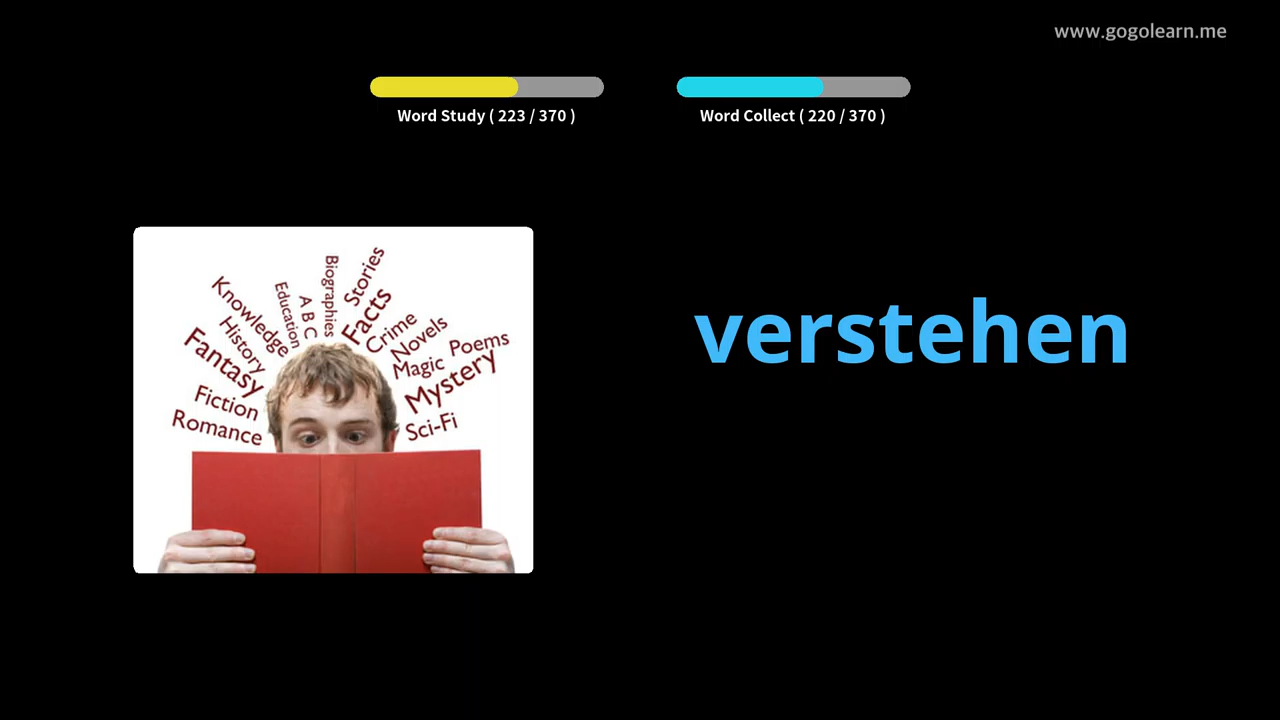 www.gogolearn.me
Word Study ( 223 / 370 )
Word Collect ( 220 / 370 )
verstehen
Romance
Fiction
Fantasy
History
Knowledge
Education
A B C
Biographies
Stories
Facts
Crime
Novels
Magic
Poems
Mystery
Sci-Fi